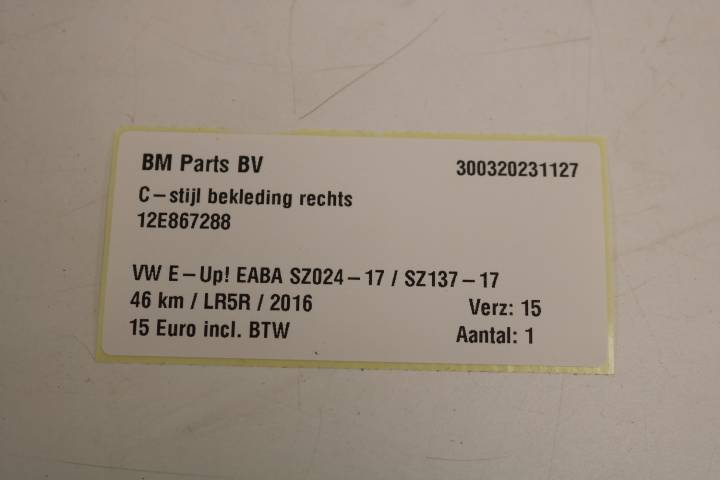 BM Parts BV 300320231127
C-stijl bekleding rechts
12E867288
VW E-Up! EABA SZ024-17 / SZ137-17
46 km / LR5R / 2016 Verz: 15
15 Euro incl. BTW Aantal: 1